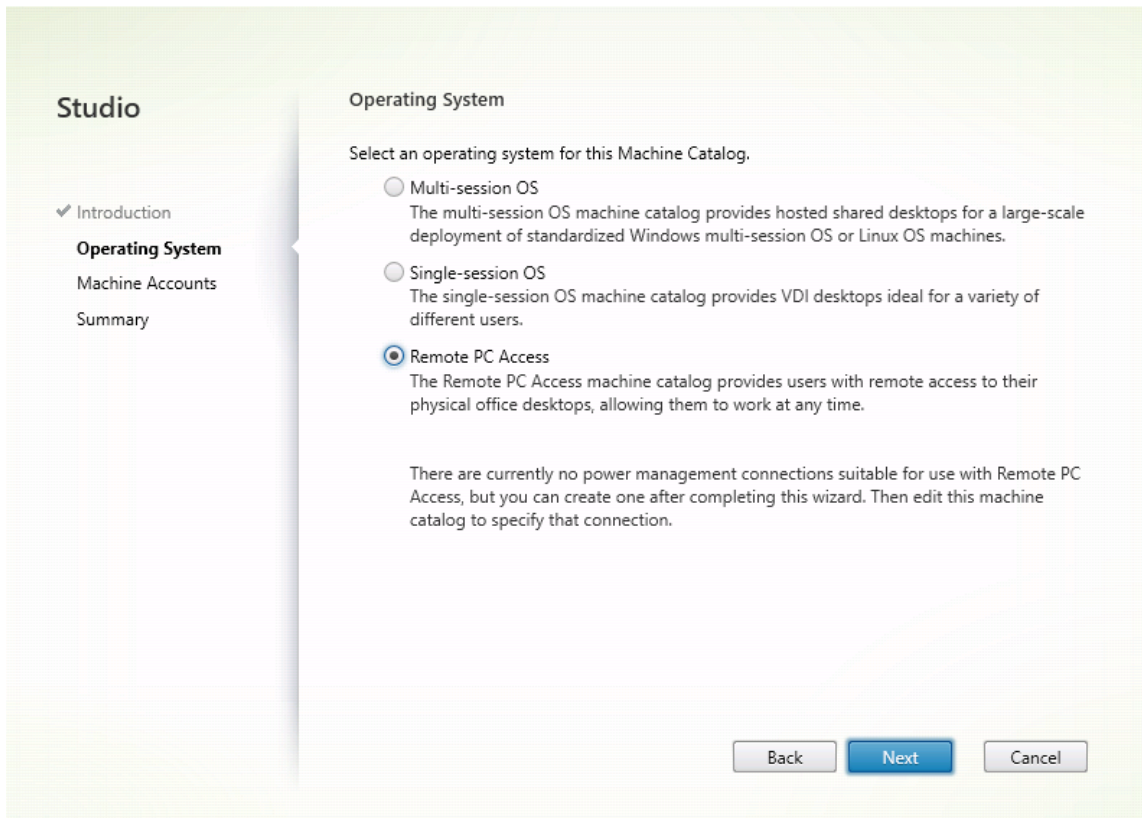 Studio
Introduction
Operating System
Machine Accounts
Summary
Operating System
Select an operating system for this Machine Catalog.
Multi-session OS
The multi-session OS machine catalog provides hosted shared desktops for a large-scale
deployment of standardized Windows multi-session OS or Linux OS machines.
Single-session OS
The single-session OS machine catalog provides VDI desktops ideal for a variety of
different users.
Remote PC Access
The Remote PC Access machine catalog provides users with remote access to their
physical office desktops, allowing them to work at any time.
There are currently no power management connections suitable for use with Remote PC
Access, but you can create one after completing this wizard. Then edit this machine
catalog to specify that connection.
Back
Next
Cancel